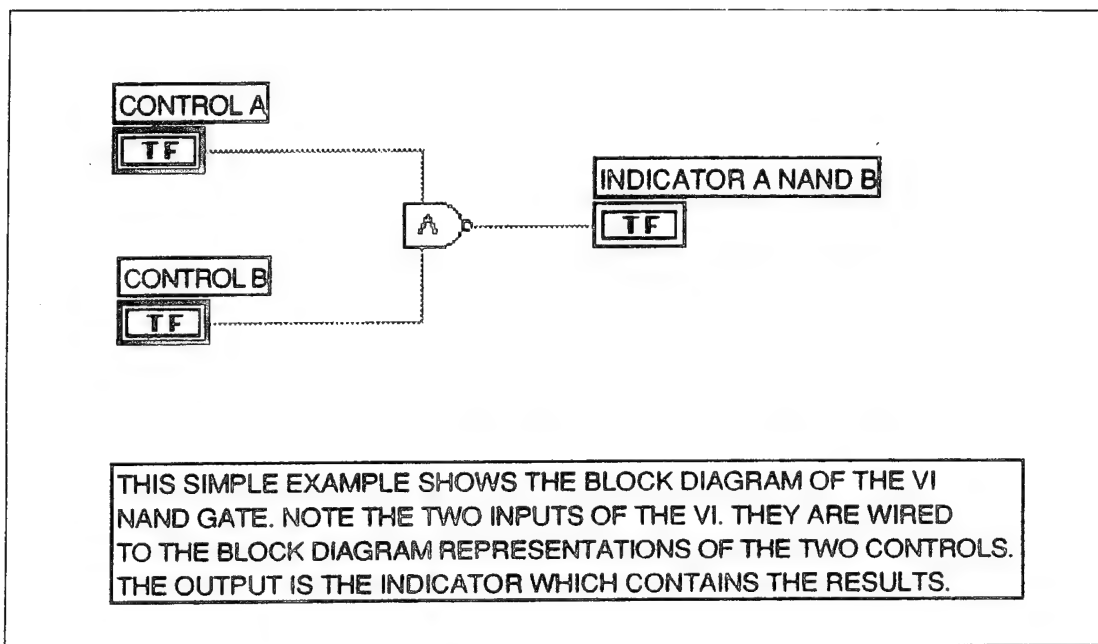 CONTROL A
TF
INDICATOR A NAND B
TF
A
CONTROL B
TF
THIS SIMPLE EXAMPLE SHOWS THE BLOCK DIAGRAM OF THE VI
NAND GATE. NOTE THE TWO INPUTS OF THE VI. THEY ARE WIRED
TO THE BLOCK DIAGRAM REPRESENTATIONS OF THE TWO CONTROLS.
THE OUTPUT IS THE INDICATOR WHICH CONTAINS THE RESULTS.